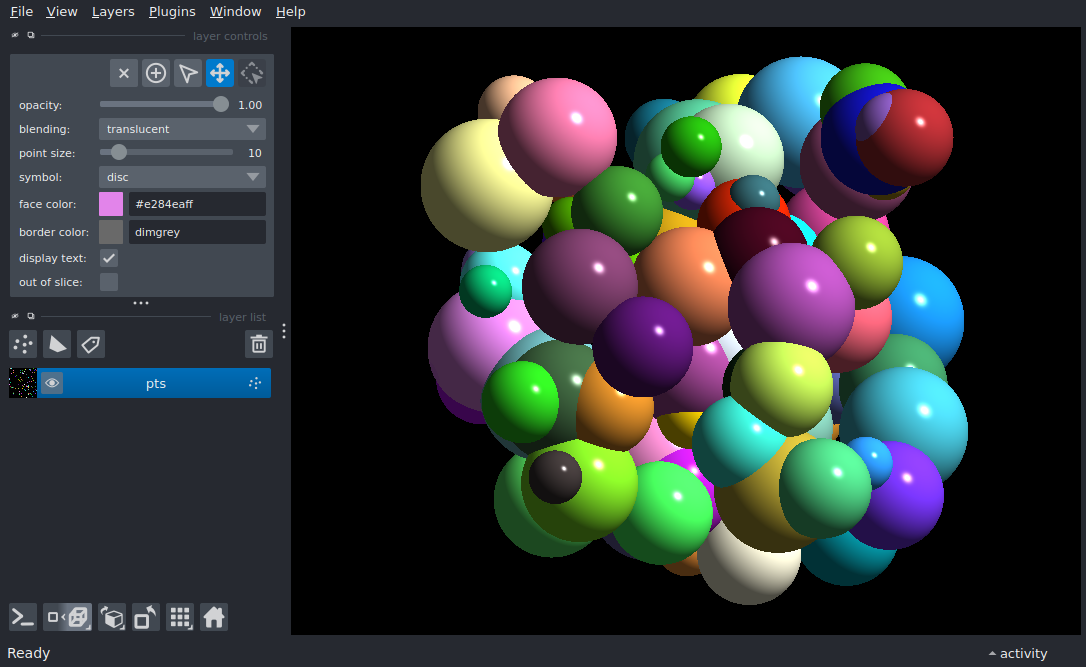 File View Layers Plugins Window Help
layer controls
opacity: 1.00
blending: translucent
point size: 10
symbol: disc
face color: #e284eaff
border color: dimgrey
display text:
out of slice:
layer list
pts
Ready
activity